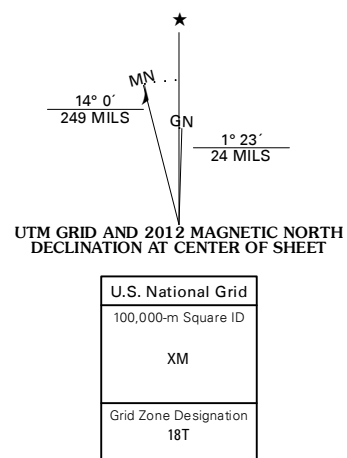 ★
MN
GN
14° 0´
249 MILS
1° 23´
24 MILS
UTM GRID AND 2012 MAGNETIC NORTH
DECLINATION AT CENTER OF SHEET
U.S. National Grid
100,000-m Square ID
XM
Grid Zone Designation
18T